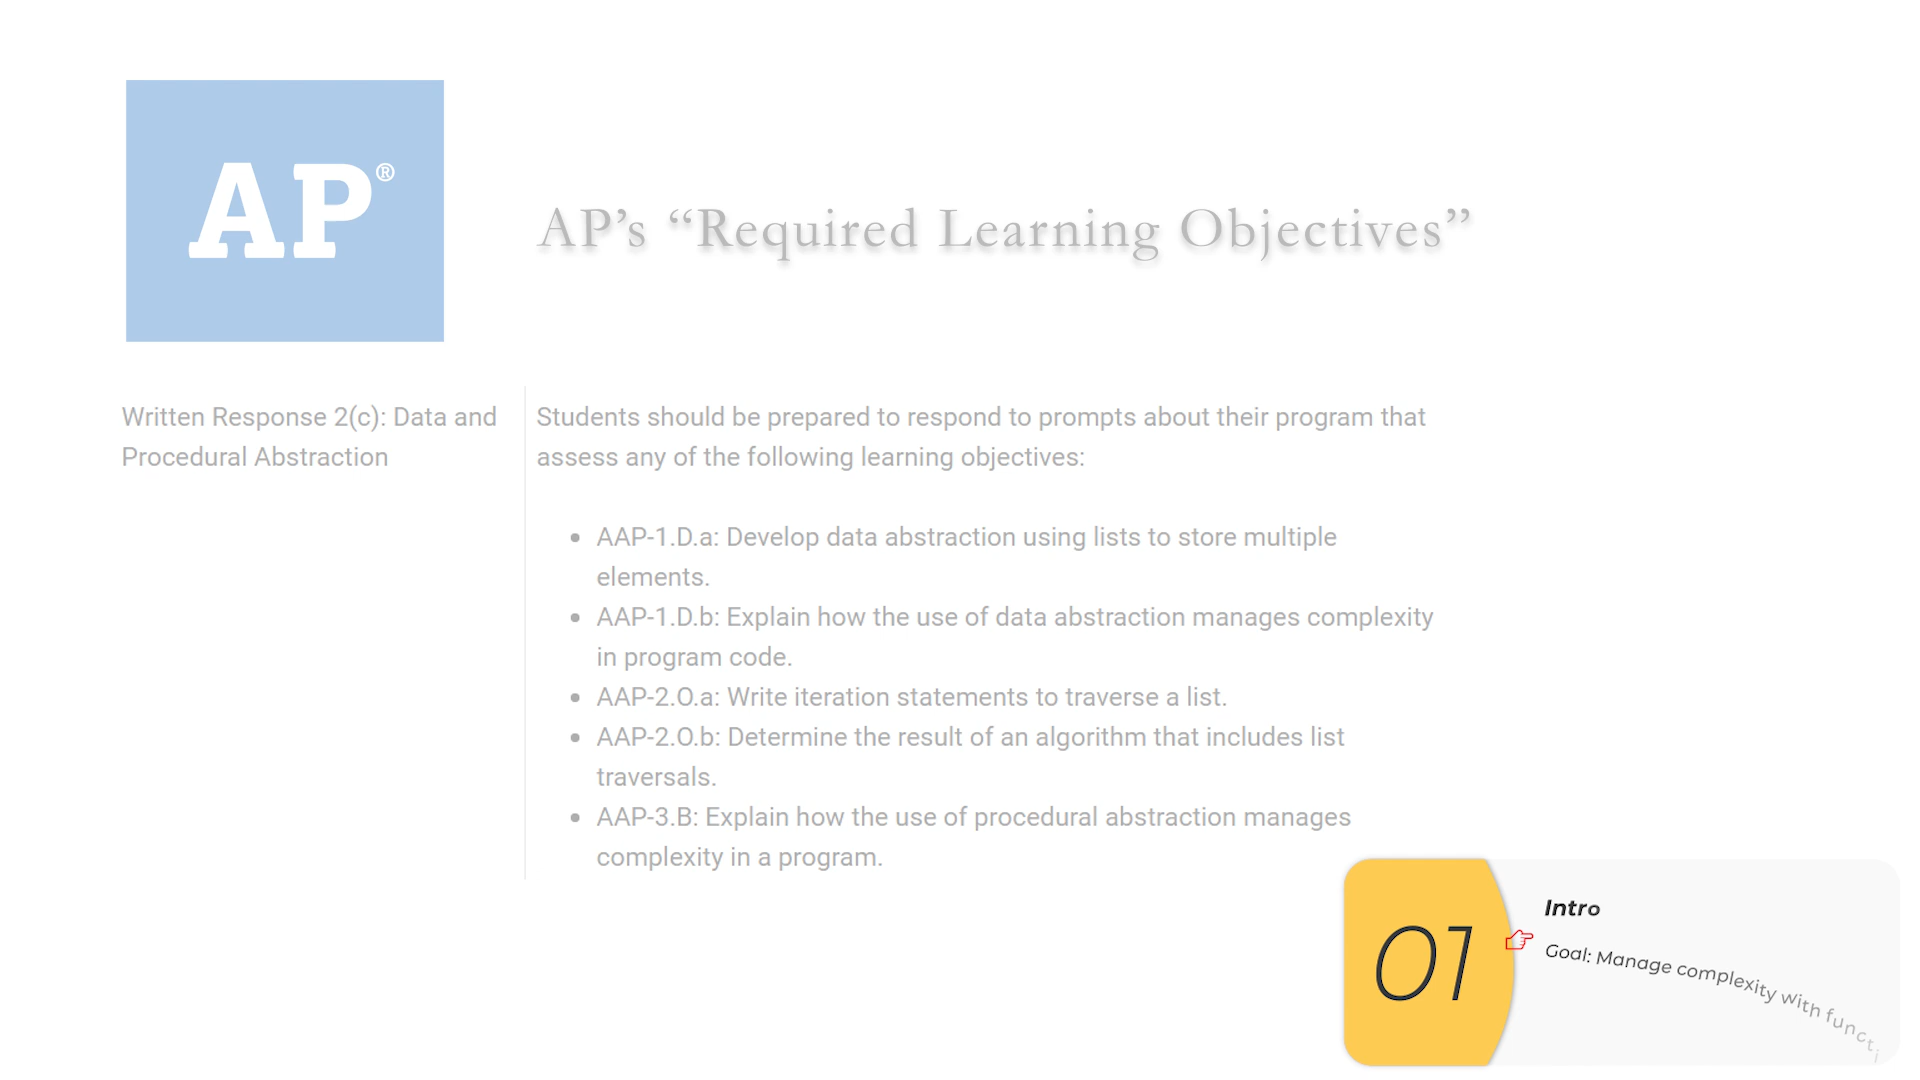 AP®
AP’s “Required Learning Objectives”
Written Response 2(c): Data and
Procedural Abstraction
Students should be prepared to respond to prompts about their program that
assess any of the following learning objectives:
AAP-1.D.a: Develop data abstraction using lists to store multiple
elements.
AAP-1.D.b: Explain how the use of data abstraction manages complexity
in program code.
AAP-2.O.a: Write iteration statements to traverse a list.
AAP-2.O.b: Determine the result of an algorithm that includes list
traversals.
AAP-3.B: Explain how the use of procedural abstraction manages
complexity in a program.
01
Intro
Goal: Manage complexity with functi